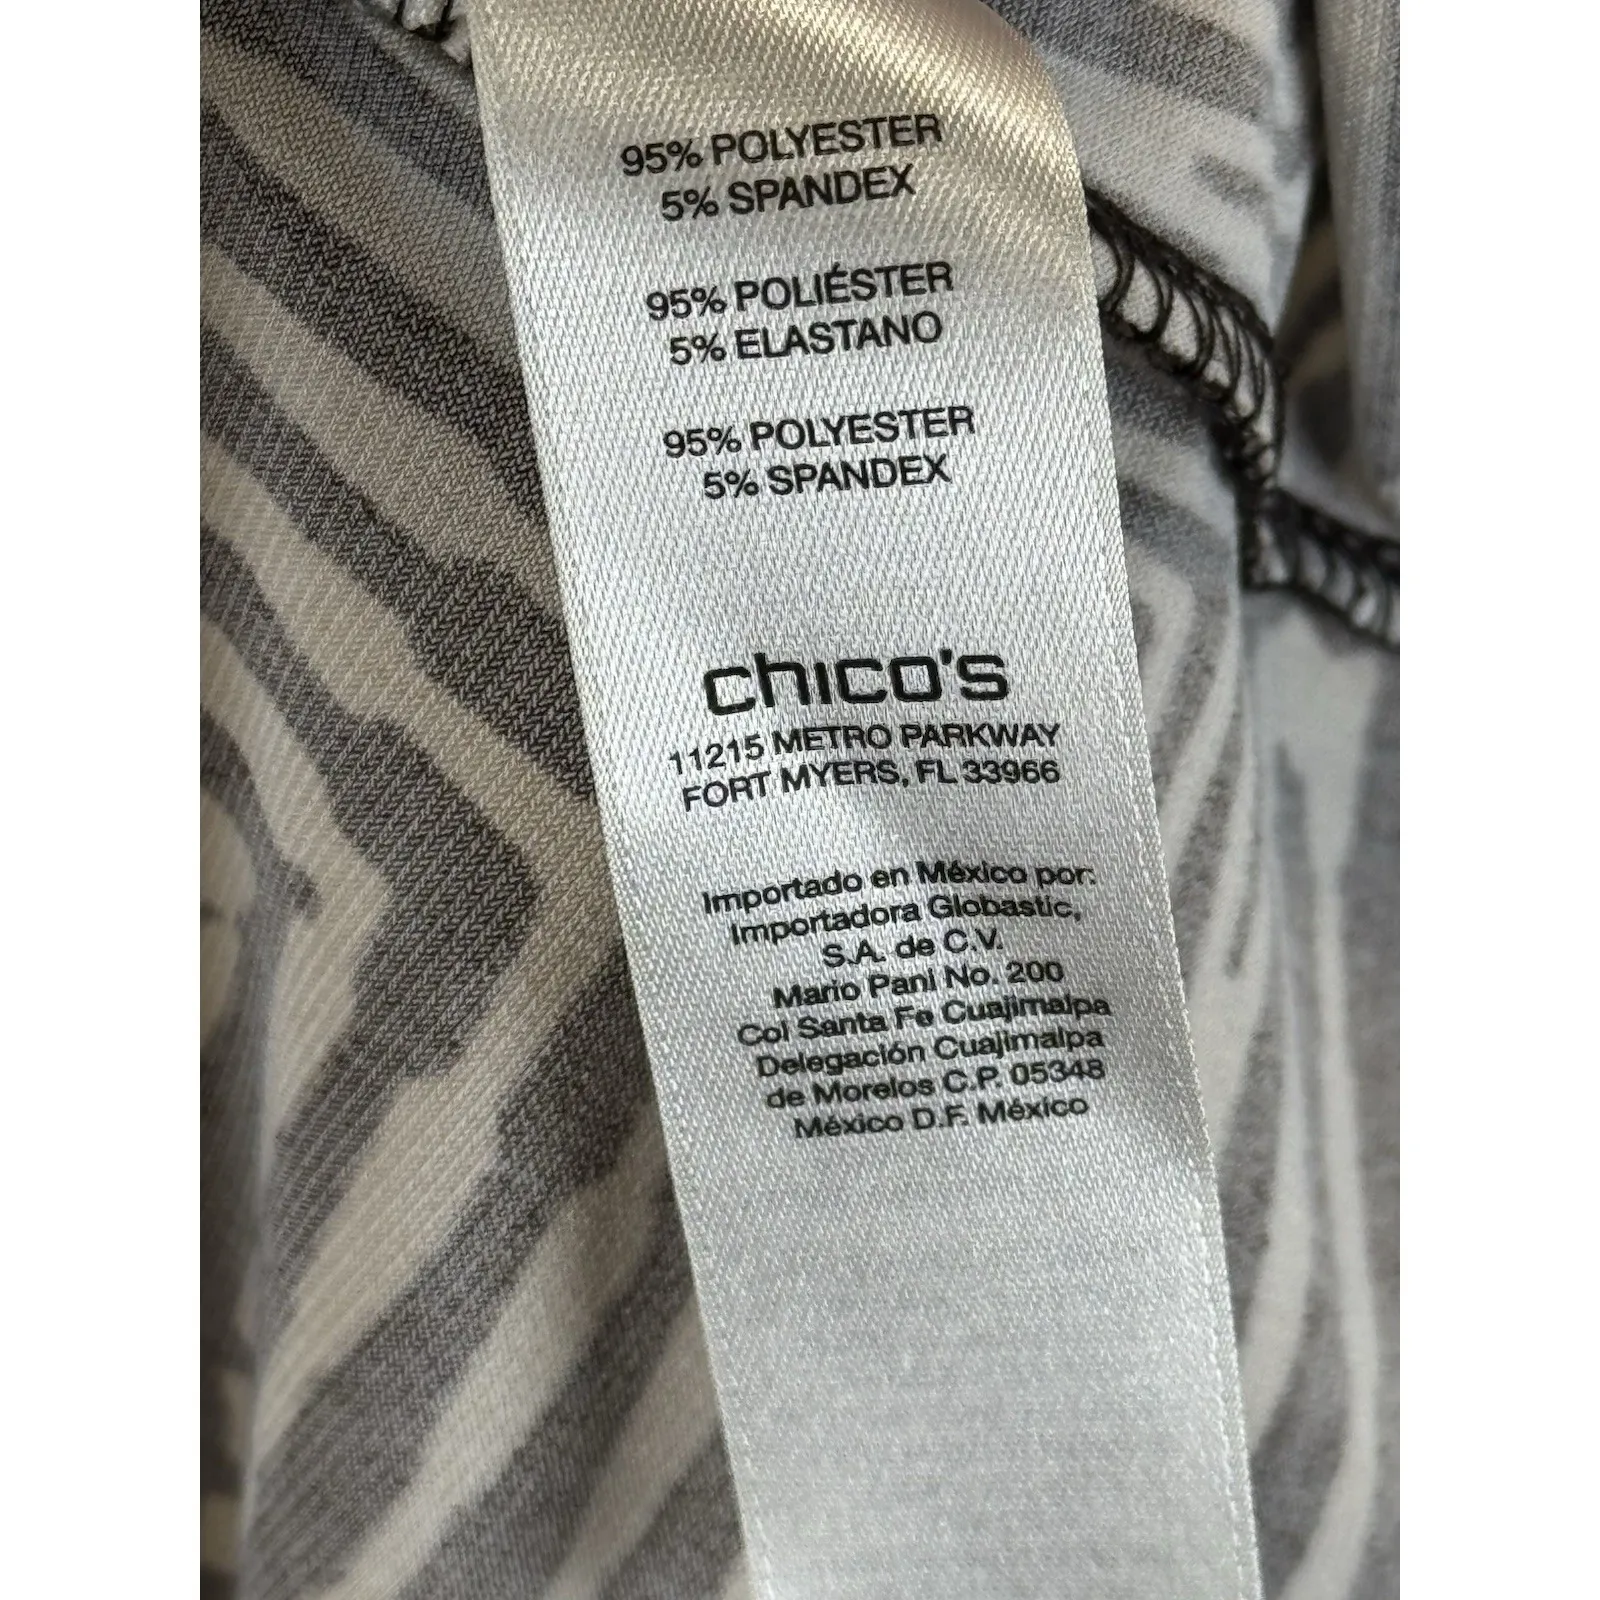 95% POLYESTER
5% SPANDEX
95% POLIÉSTER
5% ELASTANO
95% POLYESTER
5% SPANDEX
chico's
11215 METRO PARKWAY
FORT MYERS, FL 33966
Importado en México por:
Importadora Globastic,
S.A. de C.V.
Mario Pani No. 200
Col Santa Fe Cuajimalpa
Delegación Cuajimalpa
de Morelos C.P. 05348
México D.F. México